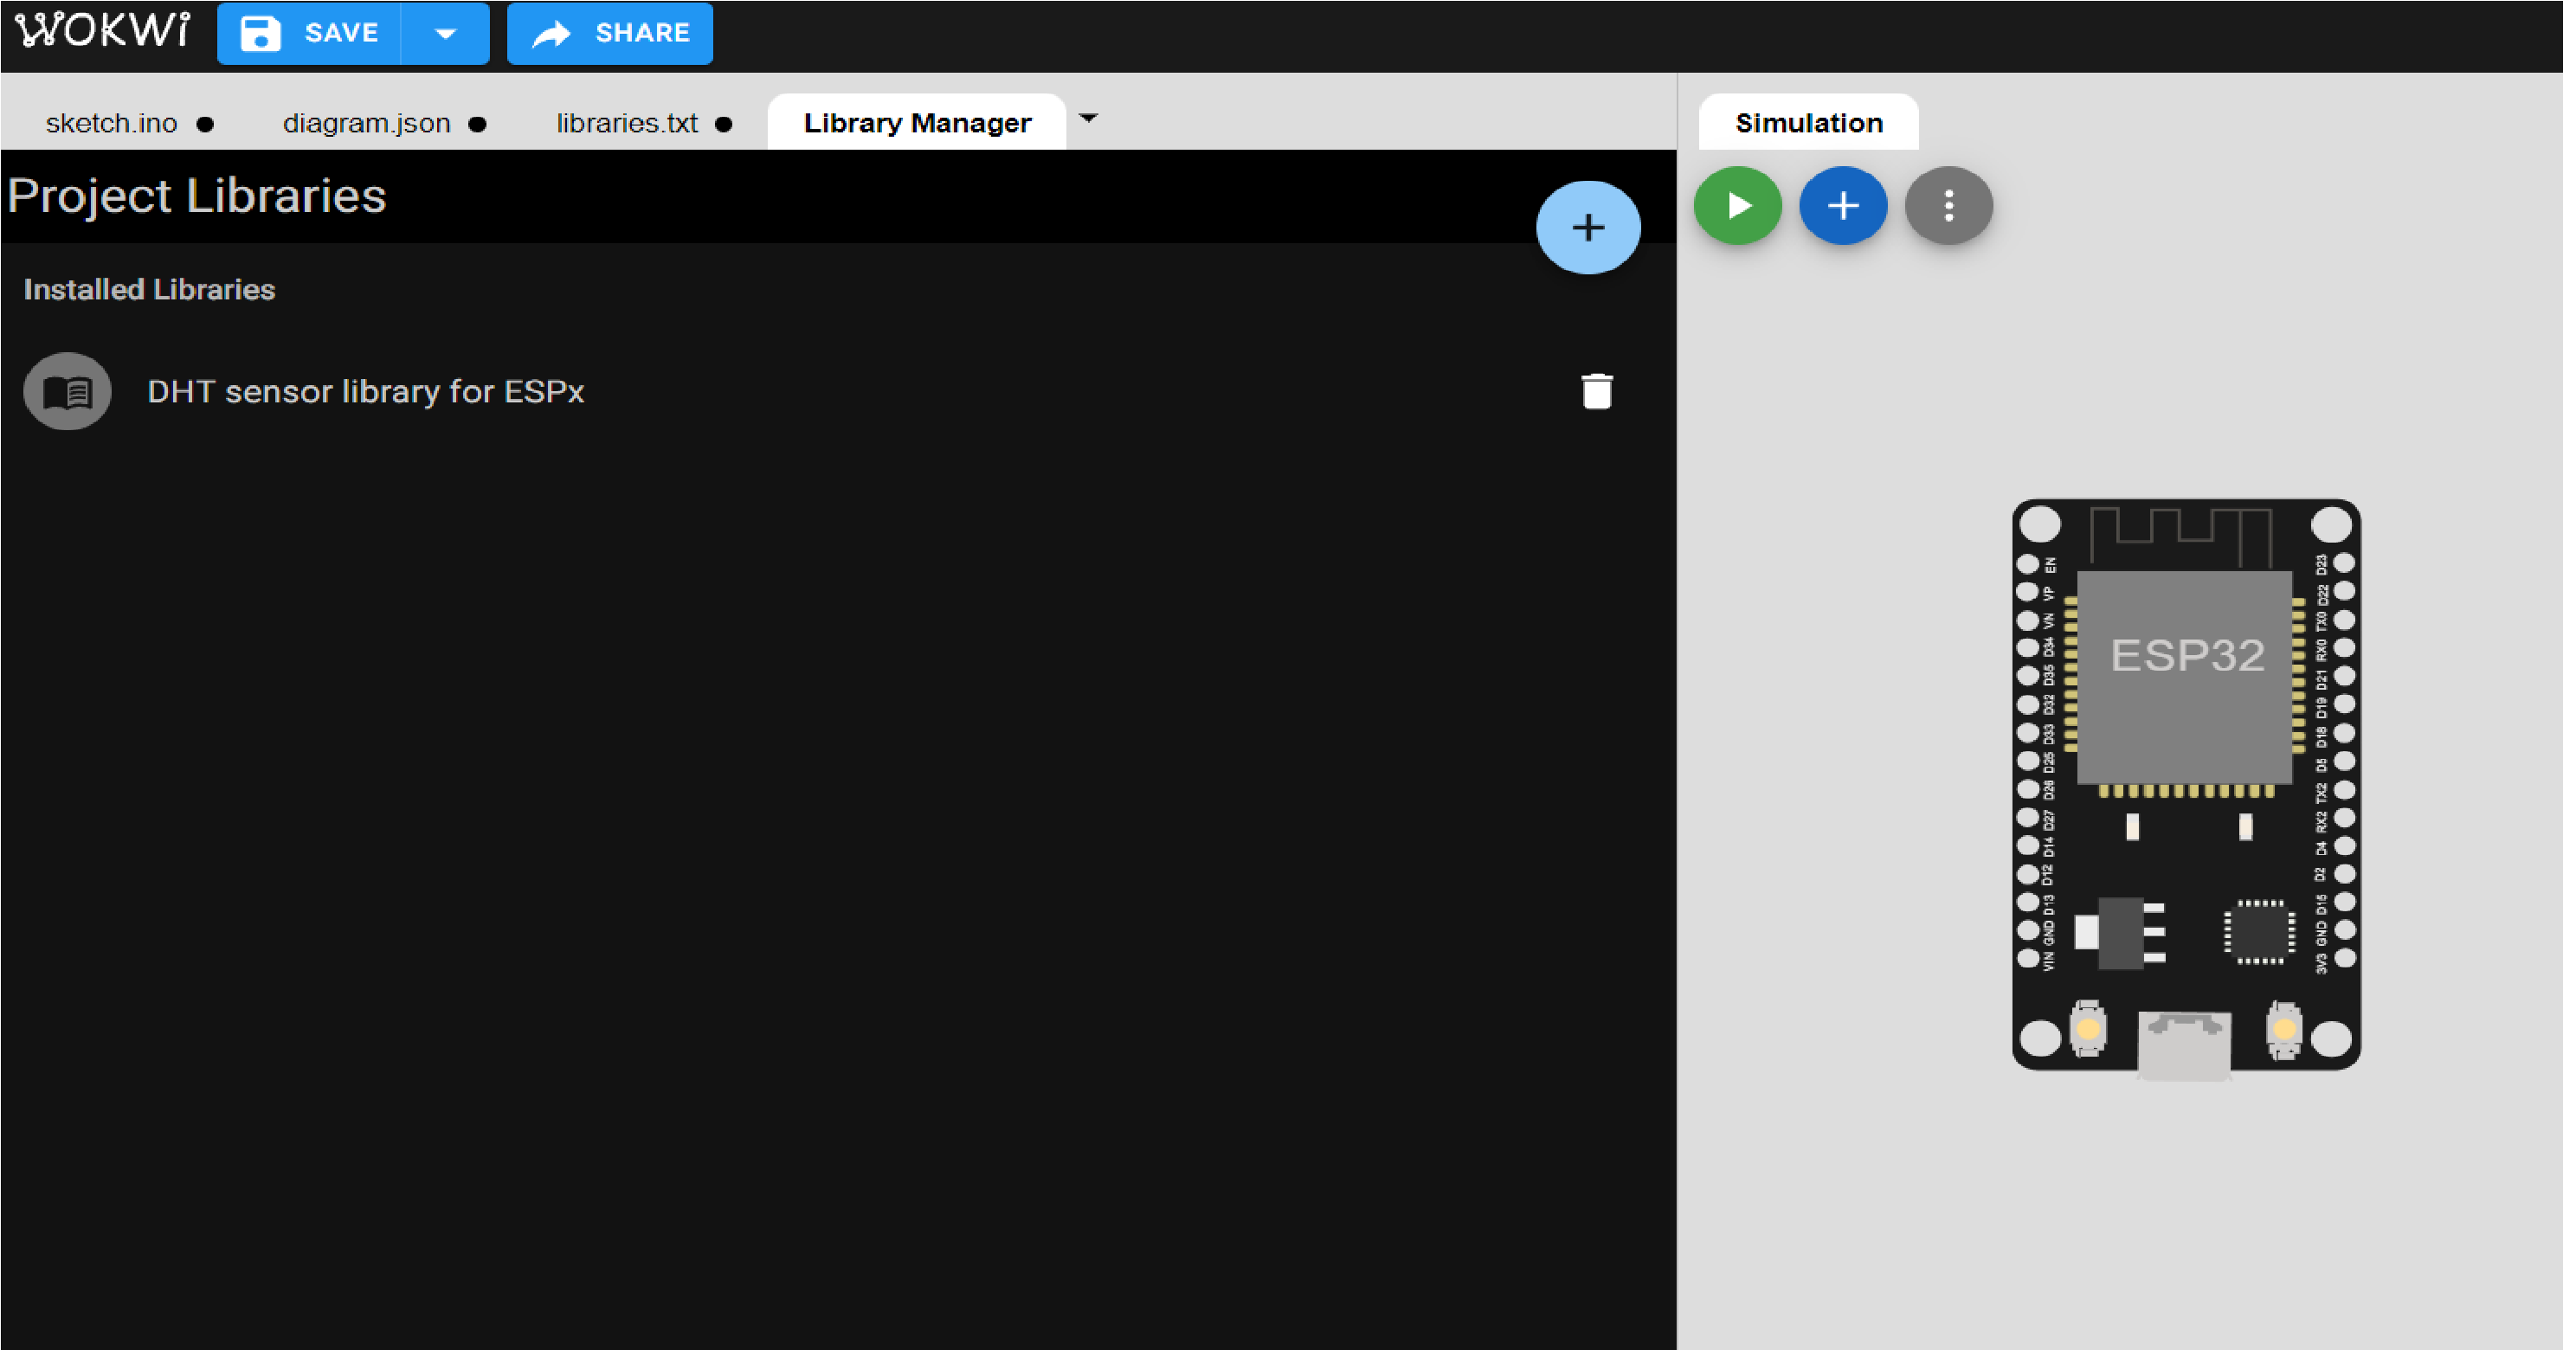 WOKWi SAVE SHARE
sketch.ino diagram.json libraries.txt Library Manager
Simulation
Project Libraries
Installed Libraries
DHT sensor library for ESPx
ESP32
EN
VP
VN
D34
D35
D32
D33
D25
D26
D27
D14
D12
D13
GND
VIN
D23
D22
TX0
RX0
D21
D19
D18
D5
TX2
RX2
D4
D2
D15
GND
3V3